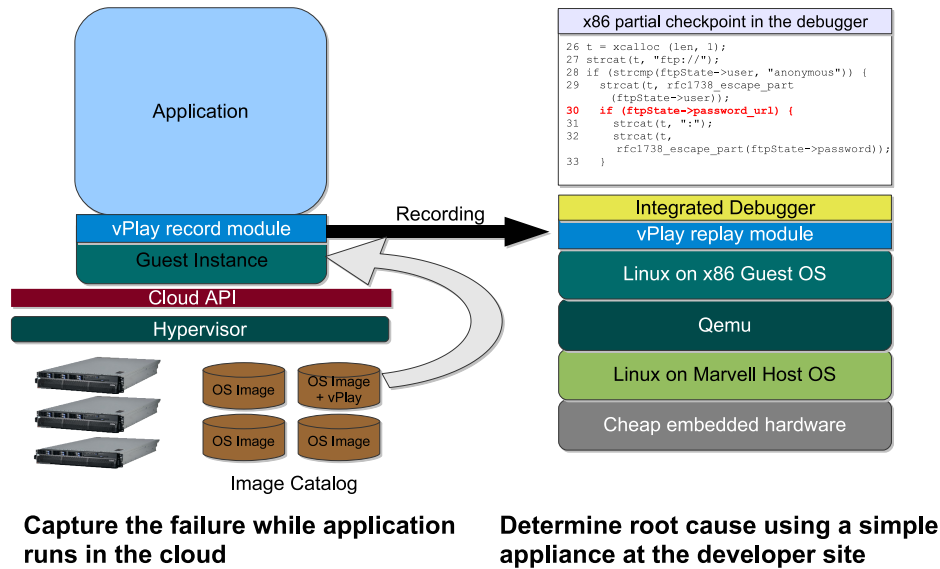 Application
vPlay record module
Guest Instance
Cloud API
Hypervisor
OS Image
OS Image
+ vPlay
OS Image
OS Image
Image Catalog
Capture the failure while application
runs in the cloud
Recording
x86 partial checkpoint in the debugger
26 t = xcalloc (len, 1);
27 strcat(t, "ftp://");
28 if (strcmp(ftpState->user, "anonymous")) {
29   strcat(t, rfc1738_escape_part
(ftpState->user));
30   if (ftpState->password_url) {
31     strcat(t, ":");
32     strcat(t,
rfc1738_escape_part(ftpState->password));
33   }
Integrated Debugger
vPlay replay module
Linux on x86 Guest OS
Qemu
Linux on Marvell Host OS
Cheap embedded hardware
Determine root cause using a simple
appliance at the developer site